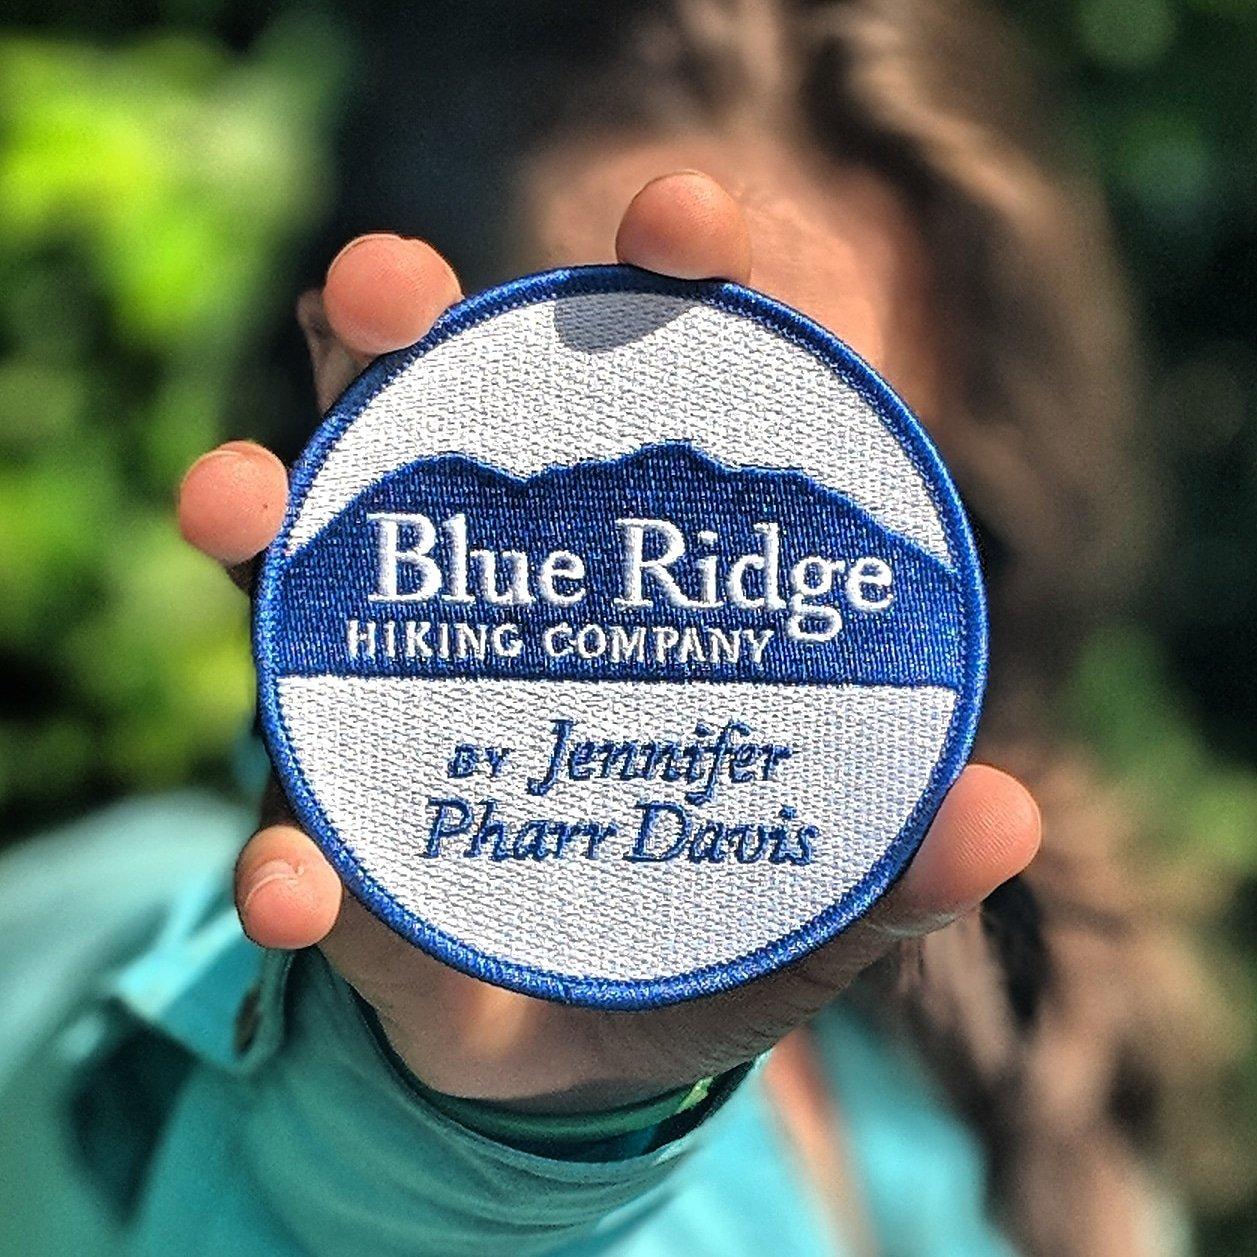 Blue Ridge
HIKING COMPANY
BY Jennifer
Pharr Davis